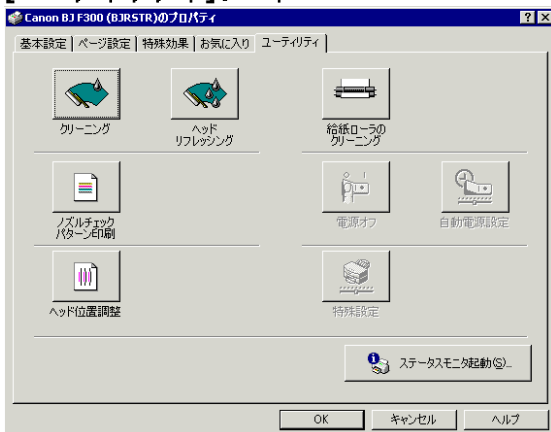 Canon BJ F300 (BJRSTR)のプロパティ
基本設定 ページ設定 特殊効果 お気に入り ユーティリティ
クリーニング
ヘッド
リフレッシング
給紙ローラの
クリーニング
ノズルチェック
パターン印刷
電源オフ
自動電源設定
ヘッド位置調整
特殊設定
ステータスモニタ起動(S)...
OK キャンセル ヘルプ